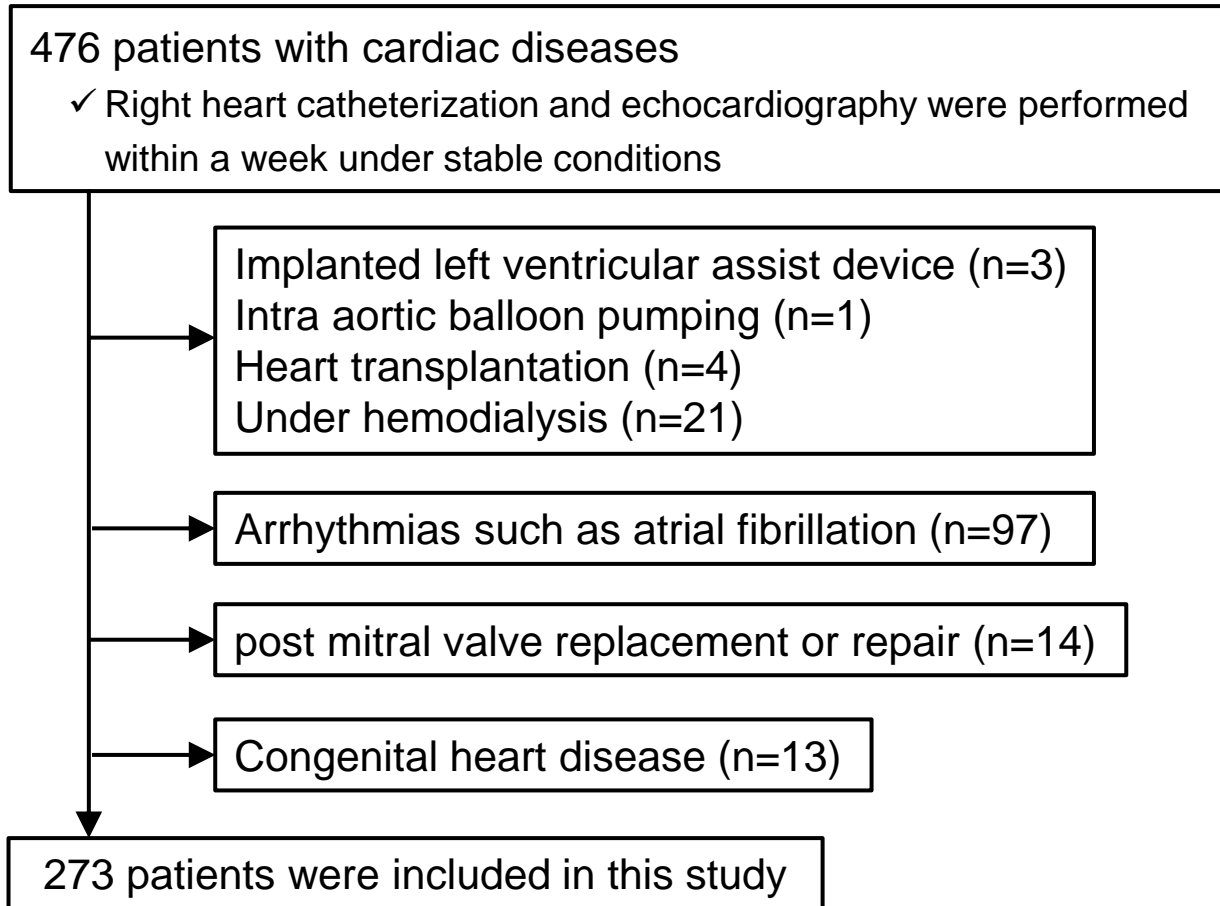 476 patients with cardiac diseases
✓ Right heart catheterization and echocardiography were performed
within a week under stable conditions
Implanted left ventricular assist device (n=3)
Intra aortic balloon pumping (n=1)
Heart transplantation (n=4)
Under hemodialysis (n=21)
Arrhythmias such as atrial fibrillation (n=97)
post mitral valve replacement or repair (n=14)
Congenital heart disease (n=13)
273 patients were included in this study